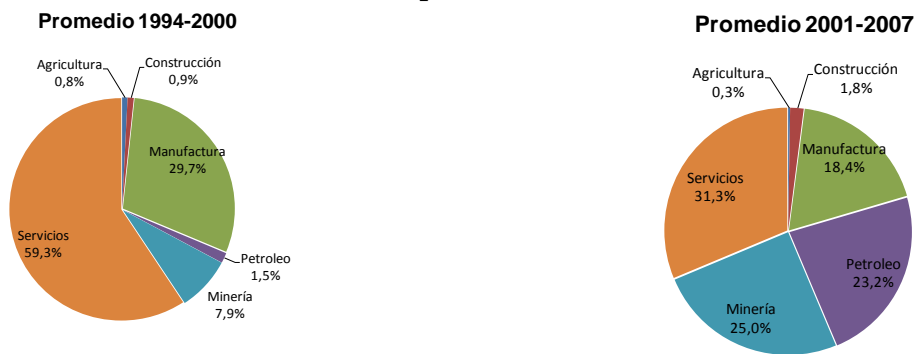 Promedio 1994-2000
Agricultura
0,8%
Construcción
0,9%
Manufactura
29,7%
Servicios
59,3%
Petroleo
1,5%
Minería
7,9%
Promedio 2001-2007
Agricultura
0,3%
Construcción
1,8%
Manufactura
18,4%
Servicios
31,3%
Petroleo
23,2%
Minería
25,0%